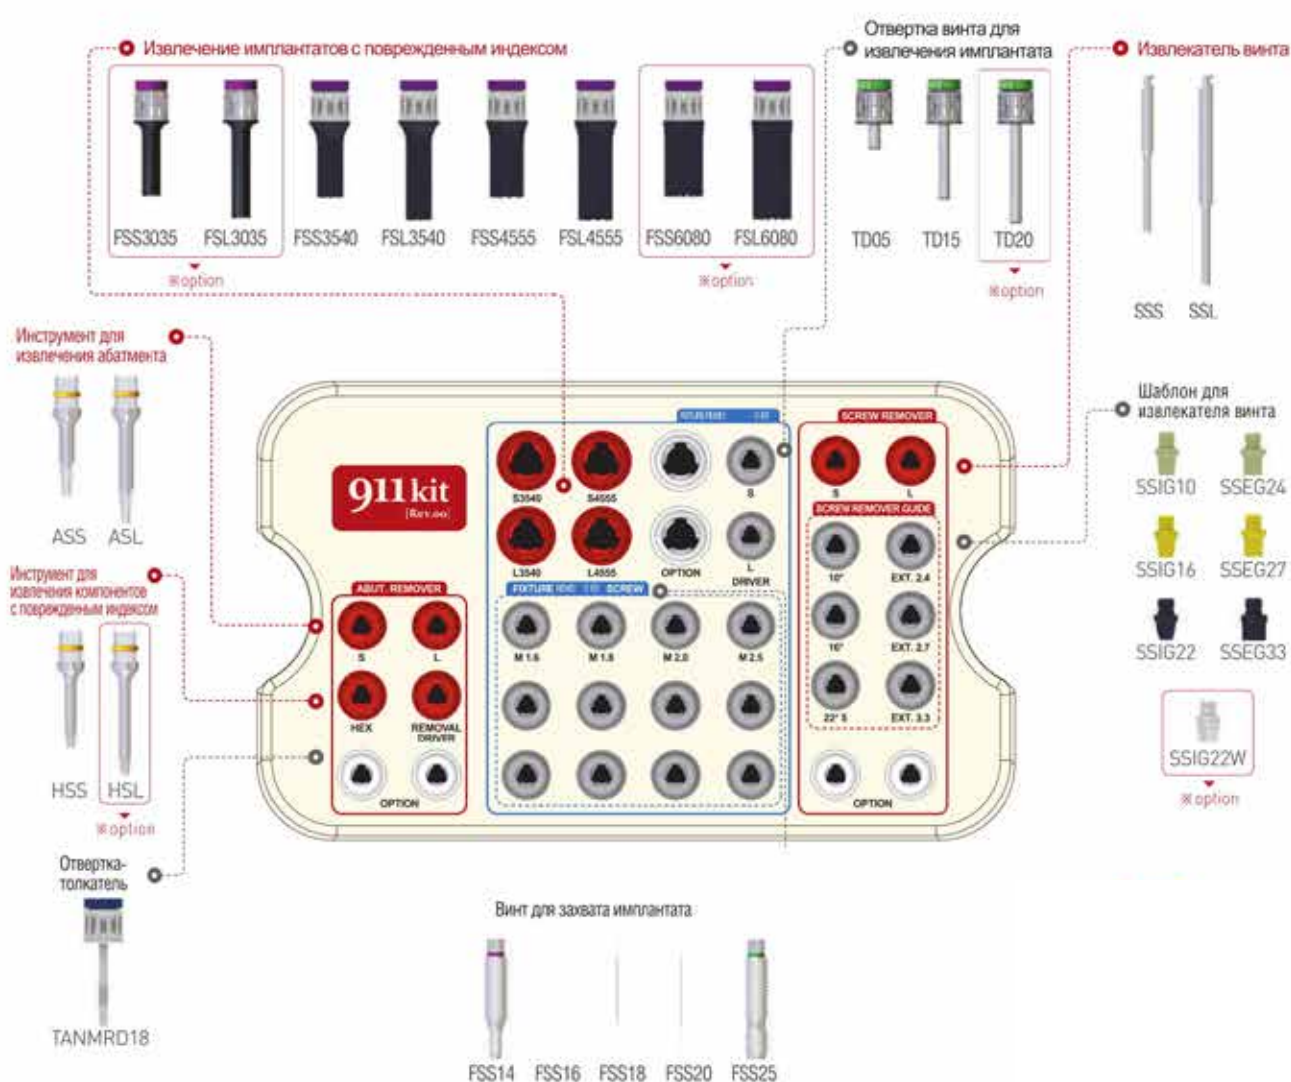 Извлечение имплантатов с поврежденным индексом
Отвертка винта для
извлечения имплантата
Извлекатель винта
FSS3035 FSL3035 FSS3540 FSL3540 FSS4555 FSL4555 FSS6080 FSL6080
TD05 TD15 TD20
※option
※option
※option
SSS SSL
Инструмент для
извлечения абатмента
ASS ASL
Шаблон для
извлекателя винта
SSIG10 SSEG24
SSIG16 SSEG27
SSIG22 SSEG33
SSIG22W
※option
Инструмент для
извлечения компонентов
с поврежденным индексом
HSS HSL
※option
Отвертка-
толкатель
TANMRD18
911 kit
[Rev.00]
SCREW REMOVER
S3540 S4555 S
S L
SCREW REMOVER GUIDE
L3540 L4555 OPTION L
DRIVER
10° EXT. 2.4
ABUT. REMOVER
FIXTURE SCREW
S L
M 1.6 M 1.8 M 2.0 M 2.5
16° EXT. 2.7
HEX REMOVAL
DRIVER
22° S EXT. 3.3
OPTION
OPTION
Винт для захвата имплантата
FSS14 FSS16 FSS18 FSS20 FSS25